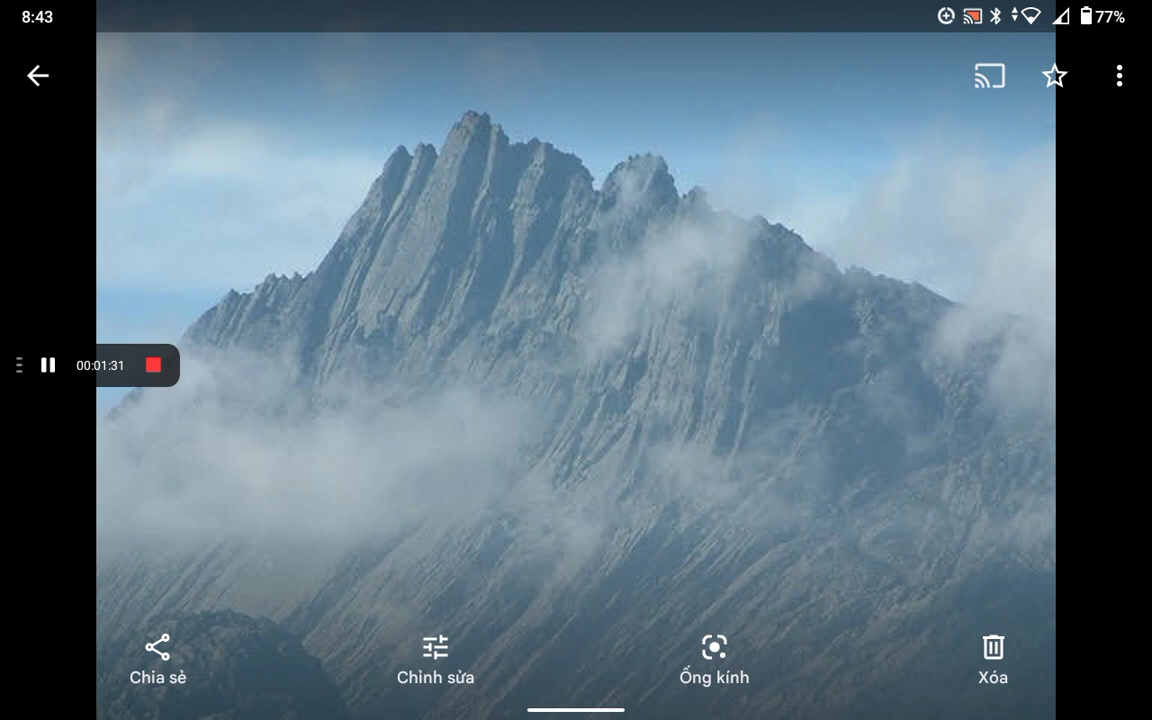 8:43
77%
00:01:31
Chia sẻ
Chỉnh sửa
Ống kính
Xóa